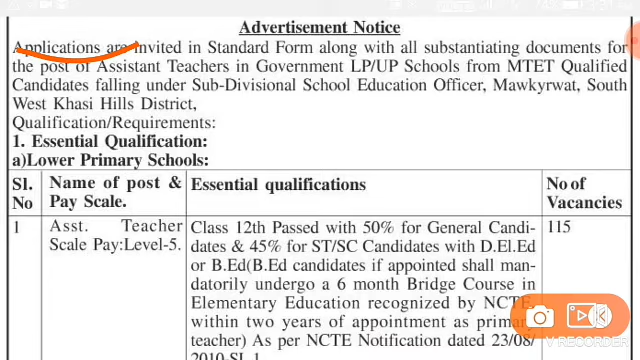 Advertisement Notice
Applications are invited in Standard Form along with all substantiating documents for
the post of Assistant Teachers in Government LP/UP Schools from MTET Qualified
Candidates falling under Sub-Divisional School Education Officer, Mawkyrwat, South
West Khasi Hills District,
Qualification/Requirements:
1. Essential Qualification:
a)Lower Primary Schools:
Sl. No
Name of post & Pay Scale.
Essential qualifications
No of Vacancies
1
Asst. Teacher
Scale Pay:Level-5.
Class 12th Passed with 50% for General Candi-
dates & 45% for ST/SC Candidates with D.El.Ed
or B.Ed(B.Ed candidates if appointed shall man-
datorily undergo a 6 month Bridge Course in
Elementary Education recognized by NCTE,
within two years of appointment as primary
teacher) As per NCTE Notification dated 23/08/
2010 SL.1
115
V RECORDER